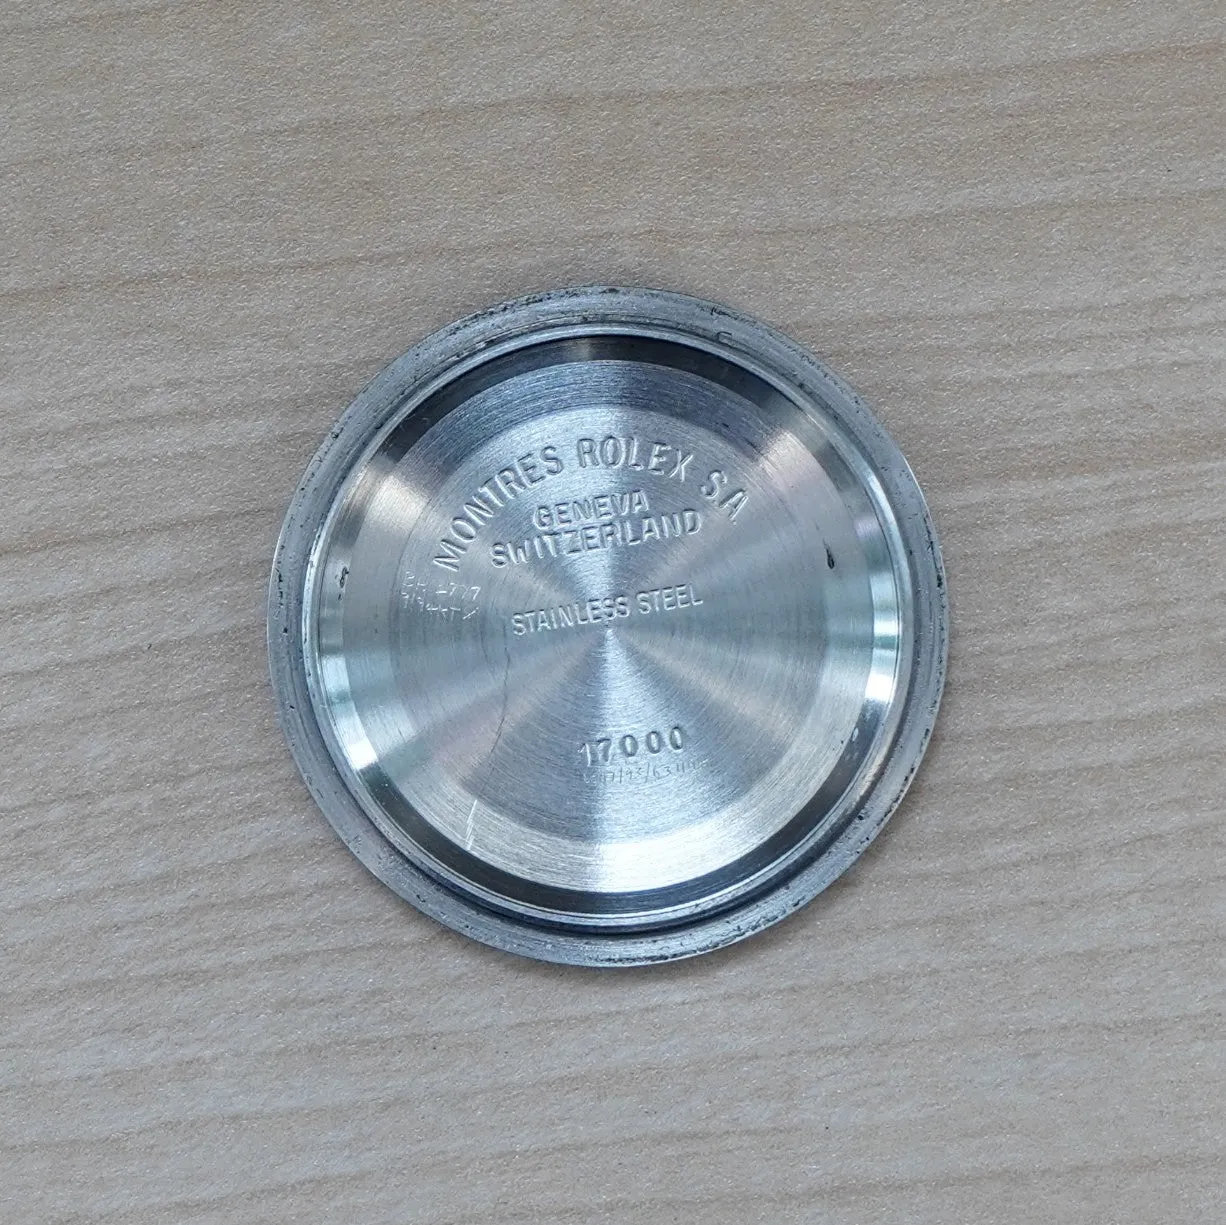 MONTRES ROLEX SA
GENEVA
SWITZERLAND
STAINLESS STEEL
17000